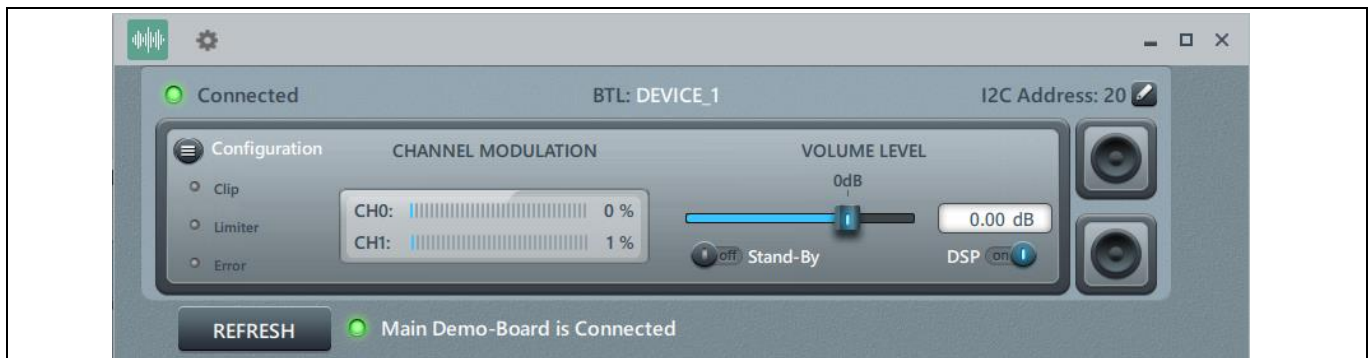 Connected
BTL: DEVICE_1
I2C Address: 20
Configuration
CHANNEL MODULATION
VOLUME LEVEL
Clip
0dB
CH0: 0 %
0.00 dB
Limiter
CH1: 1 %
off Stand-By
DSP on
Error
REFRESH
Main Demo-Board is Connected